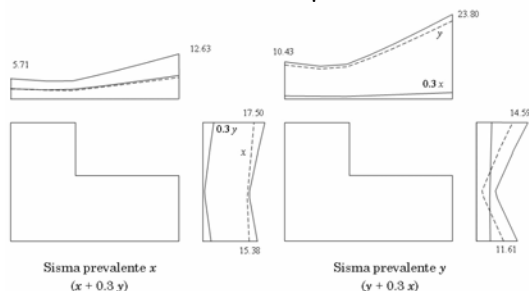 23.80
12.63
10.43
y
5.71
0.3 x
17.50
14.59
0.3 y
x
15.38
11.61
Sisma prevalente x
(x + 0.3 y)
Sisma prevalente y
(y + 0.3 x)